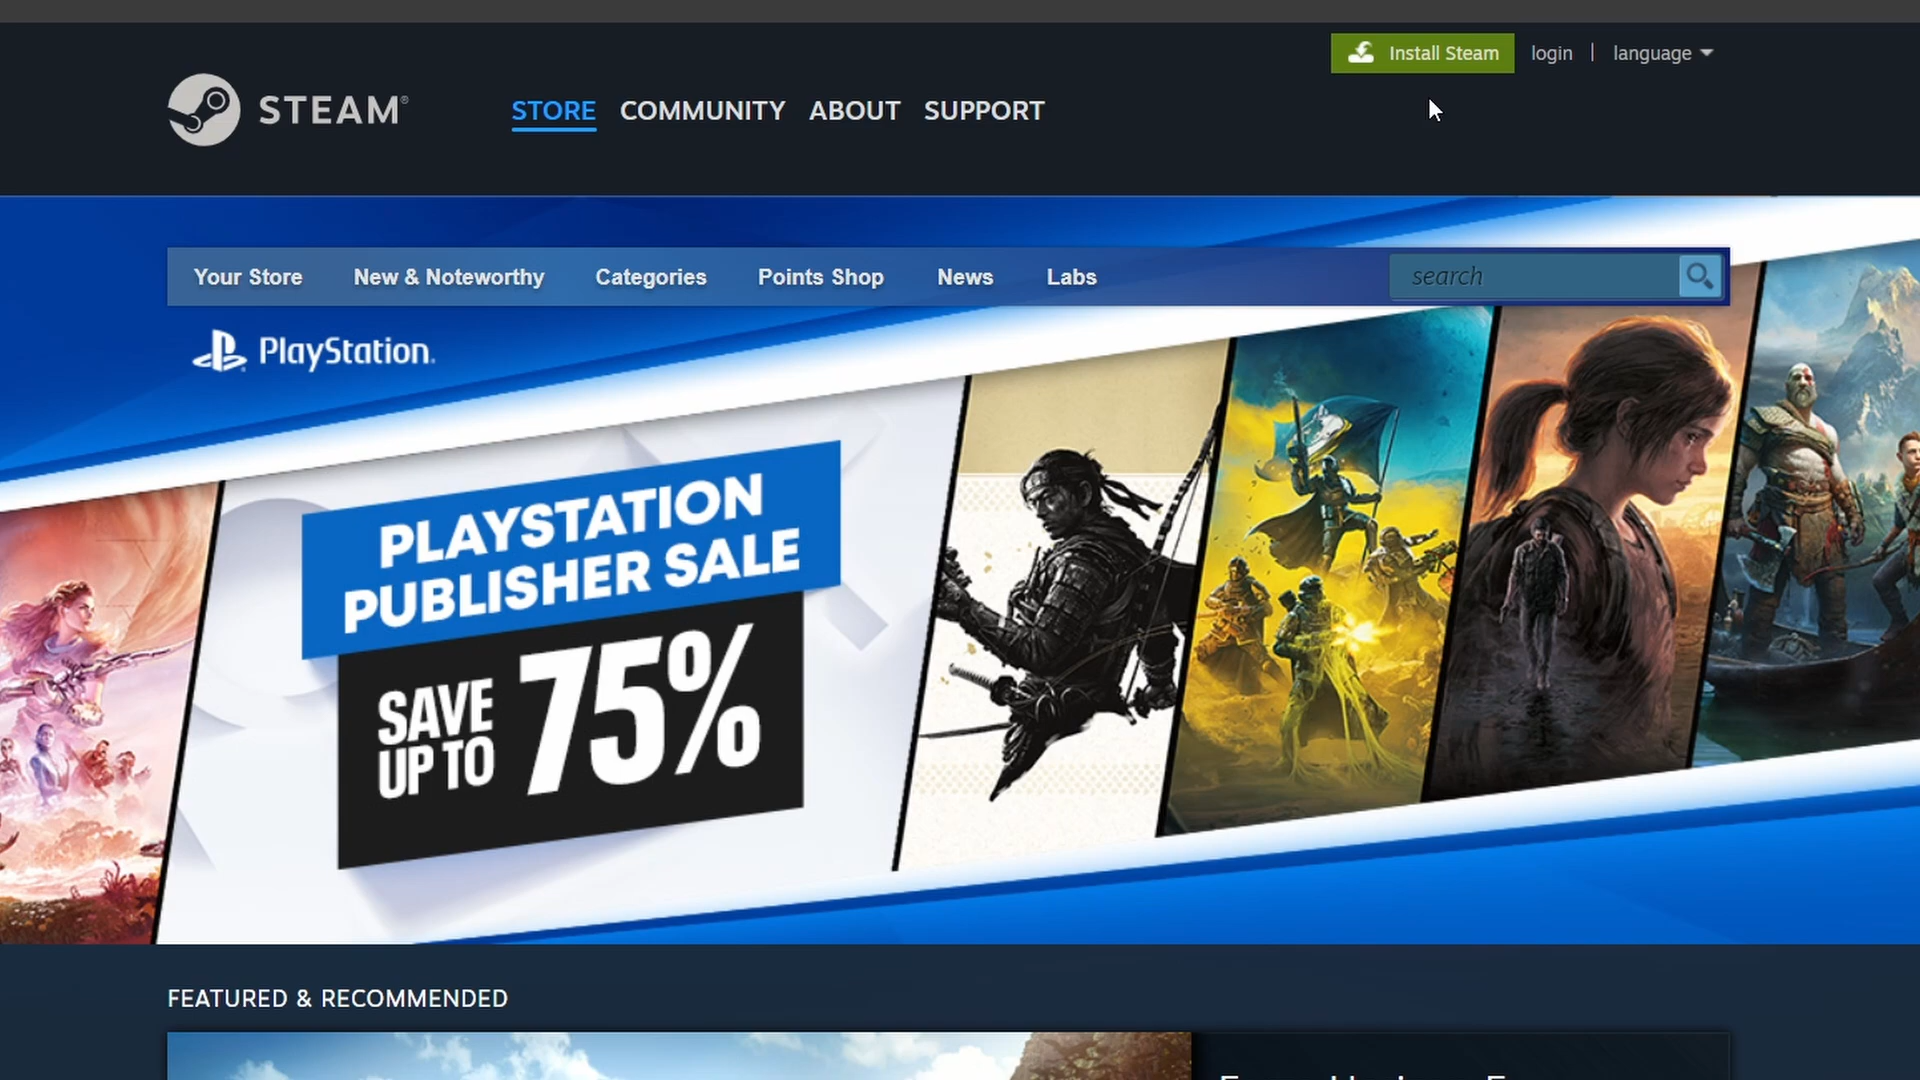 Install Steam
login
language
STEAM®
STORE
COMMUNITY
ABOUT
SUPPORT
Your Store
New & Noteworthy
Categories
Points Shop
News
Labs
search
PlayStation.
PLAYSTATION
PUBLISHER SALE
SAVE
UP TO
75%
FEATURED & RECOMMENDED